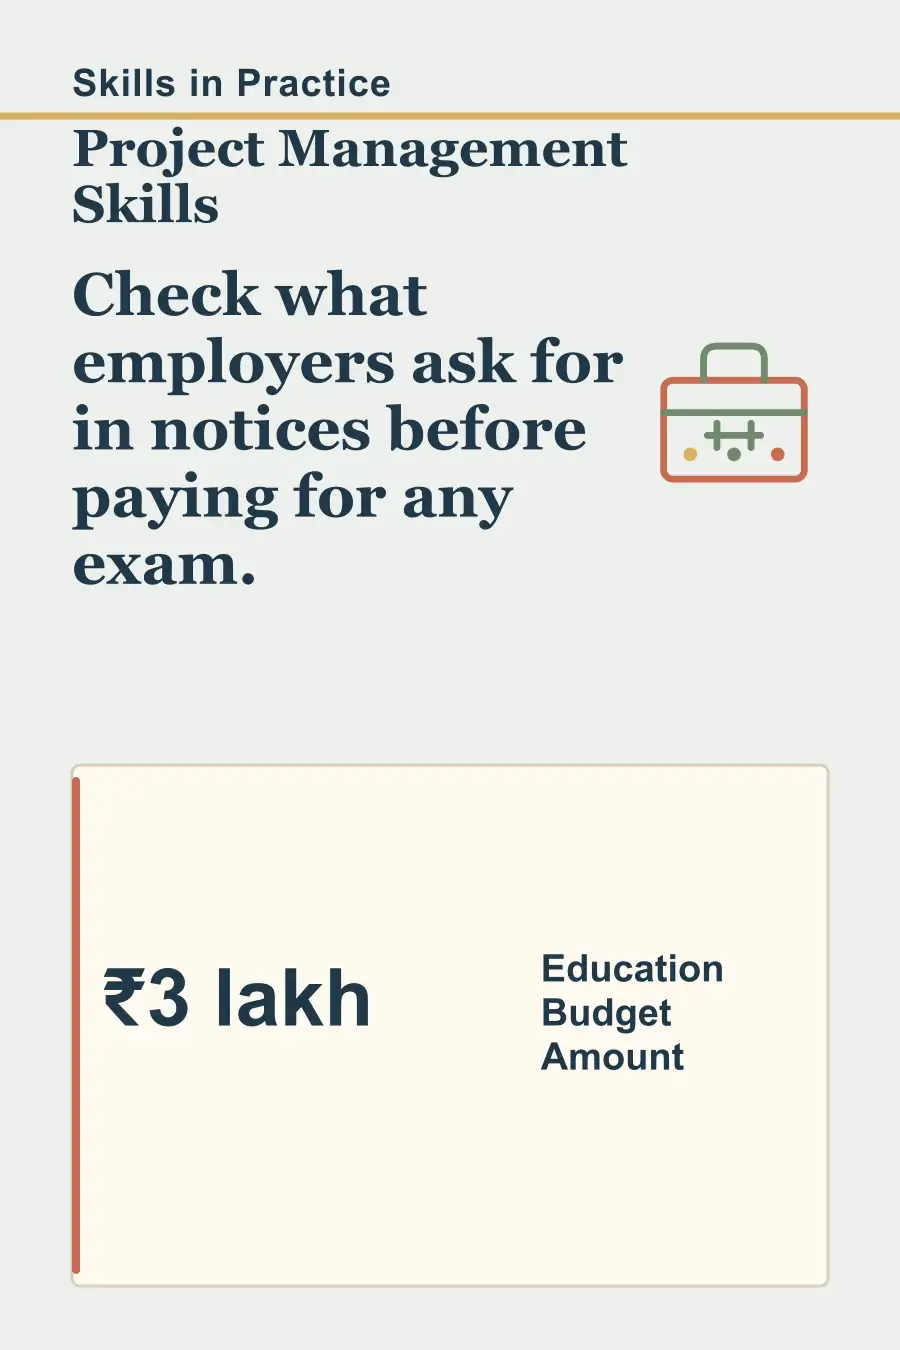 Skills in Practice
Project Management
Skills
Check what
employers ask for
in notices before
paying for any
exam.
₹3 lakh
Education
Budget
Amount